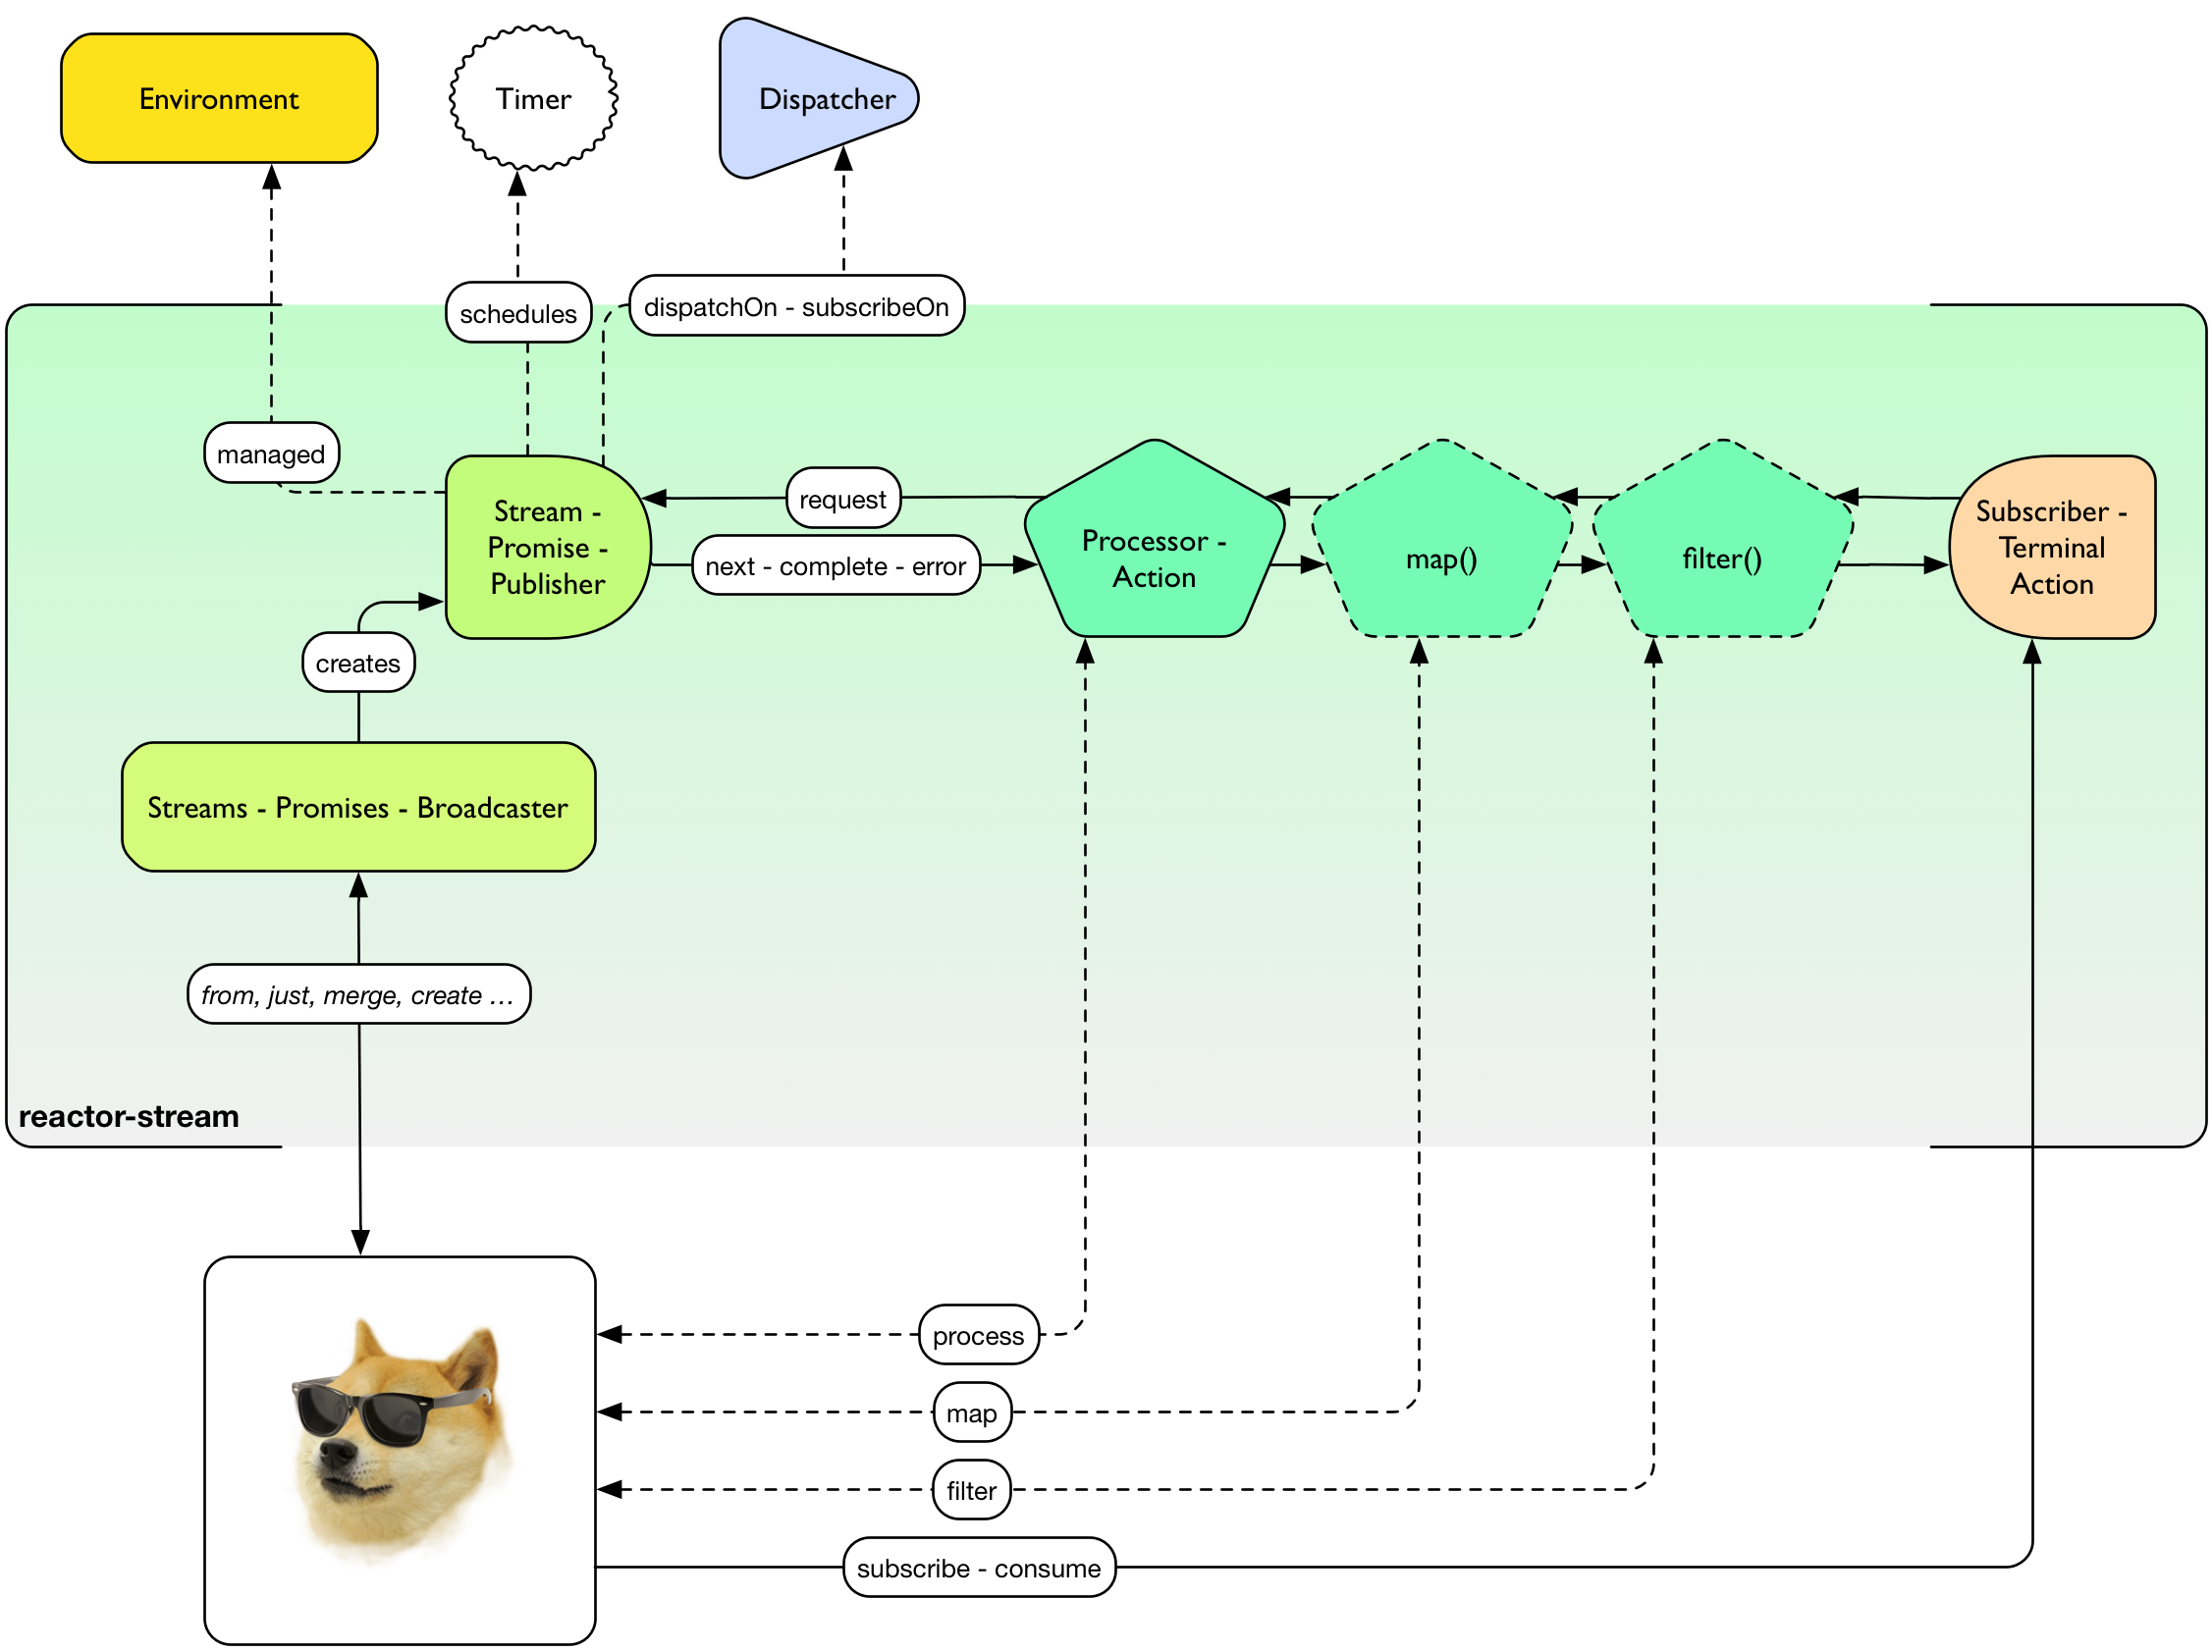 Environment
Timer
Dispatcher
schedules
dispatchOn - subscribeOn
managed
request
Stream -
Promise -
Publisher
next - complete - error
Processor -
Action
map()
filter()
Subscriber -
Terminal
Action
creates
Streams - Promises - Broadcaster
from, just, merge, create …
reactor-stream
process
map
filter
subscribe - consume